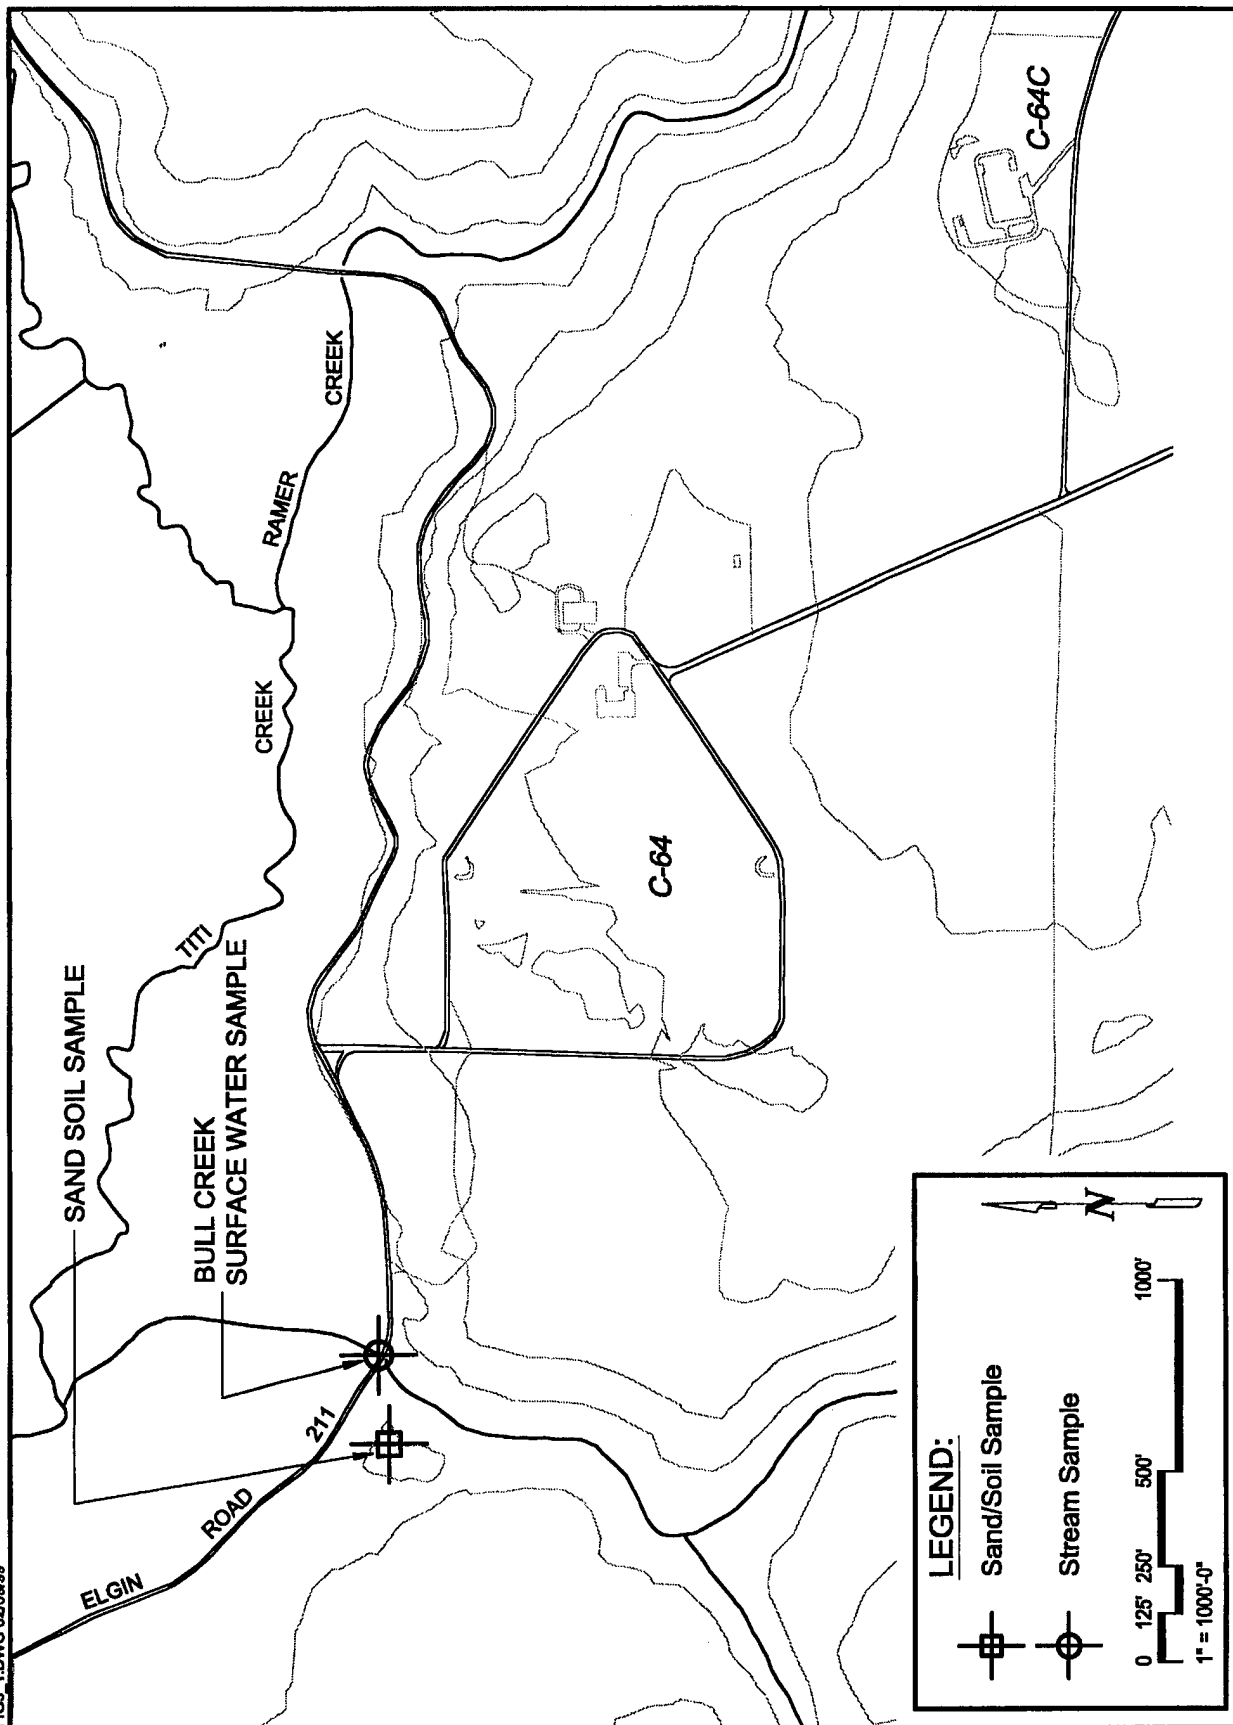 SAND SOIL SAMPLE
BULL CREEK
SURFACE WATER SAMPLE
TITI
CREEK
RAMER
CREEK
ELGIN
ROAD
211
C-64
C-64C
LEGEND:
Sand/Soil Sample
Stream Sample
N
0 125' 250' 500' 1000'
1" = 1000'-0"